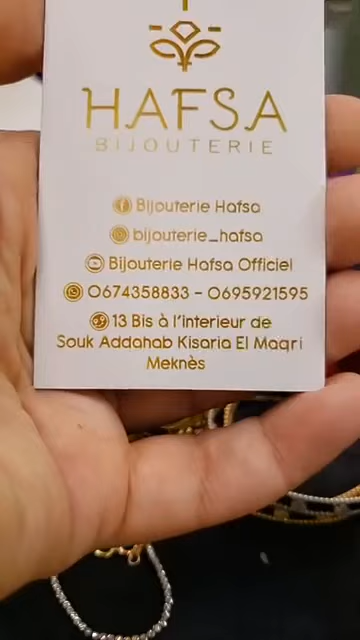 HAFSA
BIJOUTERIE
Bijouterie Hafsa
bijouterie_hafsa
Bijouterie Hafsa Officiel
0674358833 - 0695921595
13 Bis à l'interieur de
Souk Addahab Kisaria El Maqri
Meknès